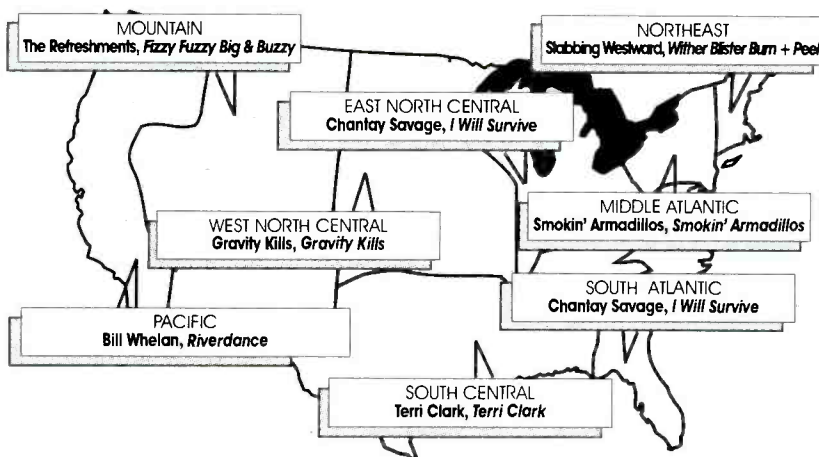 MOUNTAIN
The Refreshments, Fizzy Fuzzy Big & Buzzy
NORTHEAST
Stabbing Westward, Wither Blister Burn + Peel
EAST NORTH CENTRAL
Chantay Savage, I Will Survive
WEST NORTH CENTRAL
Gravity Kills, Gravity Kills
MIDDLE ATLANTIC
Smokin' Armadillos, Smokin' Armadillos
SOUTH ATLANTIC
Chantay Savage, I Will Survive
PACIFIC
Bill Whelan, Riverdance
SOUTH CENTRAL
Terri Clark, Terri Clark